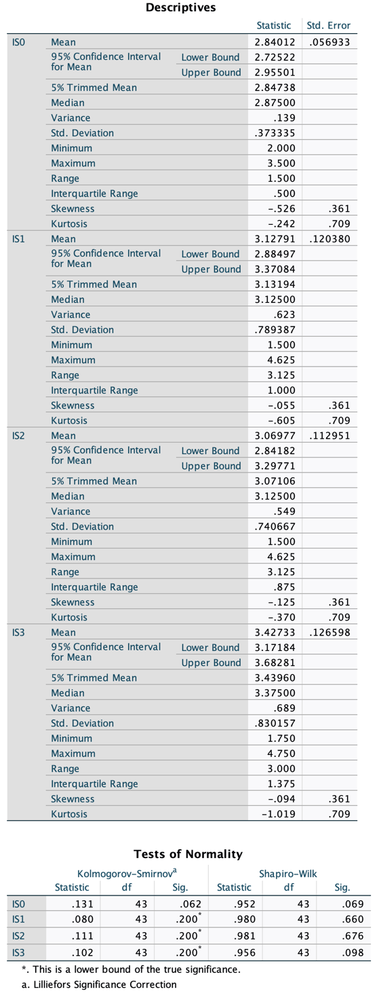 Descriptives
Statistic Std. Error
IS0 Mean 2.84012 .056933
95% Confidence Interval for Mean Lower Bound 2.72522
Upper Bound 2.95501
5% Trimmed Mean 2.84738
Median 2.87500
Variance .139
Std. Deviation .373335
Minimum 2.000
Maximum 3.500
Range 1.500
Interquartile Range .500
Skewness -.526 .361
Kurtosis -.242 .709
IS1 Mean 3.12791 .120380
95% Confidence Interval for Mean Lower Bound 2.88497
Upper Bound 3.37084
5% Trimmed Mean 3.13194
Median 3.12500
Variance .623
Std. Deviation .789387
Minimum 1.500
Maximum 4.625
Range 3.125
Interquartile Range 1.000
Skewness -.055 .361
Kurtosis -.605 .709
IS2 Mean 3.06977 .112951
95% Confidence Interval for Mean Lower Bound 2.84182
Upper Bound 3.29771
5% Trimmed Mean 3.07106
Median 3.12500
Variance .549
Std. Deviation .740667
Minimum 1.500
Maximum 4.625
Range 3.125
Interquartile Range .875
Skewness -.125 .361
Kurtosis -.370 .709
IS3 Mean 3.42733 .126598
95% Confidence Interval for Mean Lower Bound 3.17184
Upper Bound 3.68281
5% Trimmed Mean 3.43960
Median 3.37500
Variance .689
Std. Deviation .830157
Minimum 1.750
Maximum 4.750
Range 3.000
Interquartile Range 1.375
Skewness -.094 .361
Kurtosis -1.019 .709
Tests of Normality
Kolmogorov-Smirnov^a Shapiro-Wilk
Statistic df Sig. Statistic df Sig.
IS0 .131 43 .062 .952 43 .069
IS1 .080 43 .200* .980 43 .660
IS2 .111 43 .200* .981 43 .676
IS3 .102 43 .200* .956 43 .098
*. This is a lower bound of the true significance.
a. Lilliefors Significance Correction